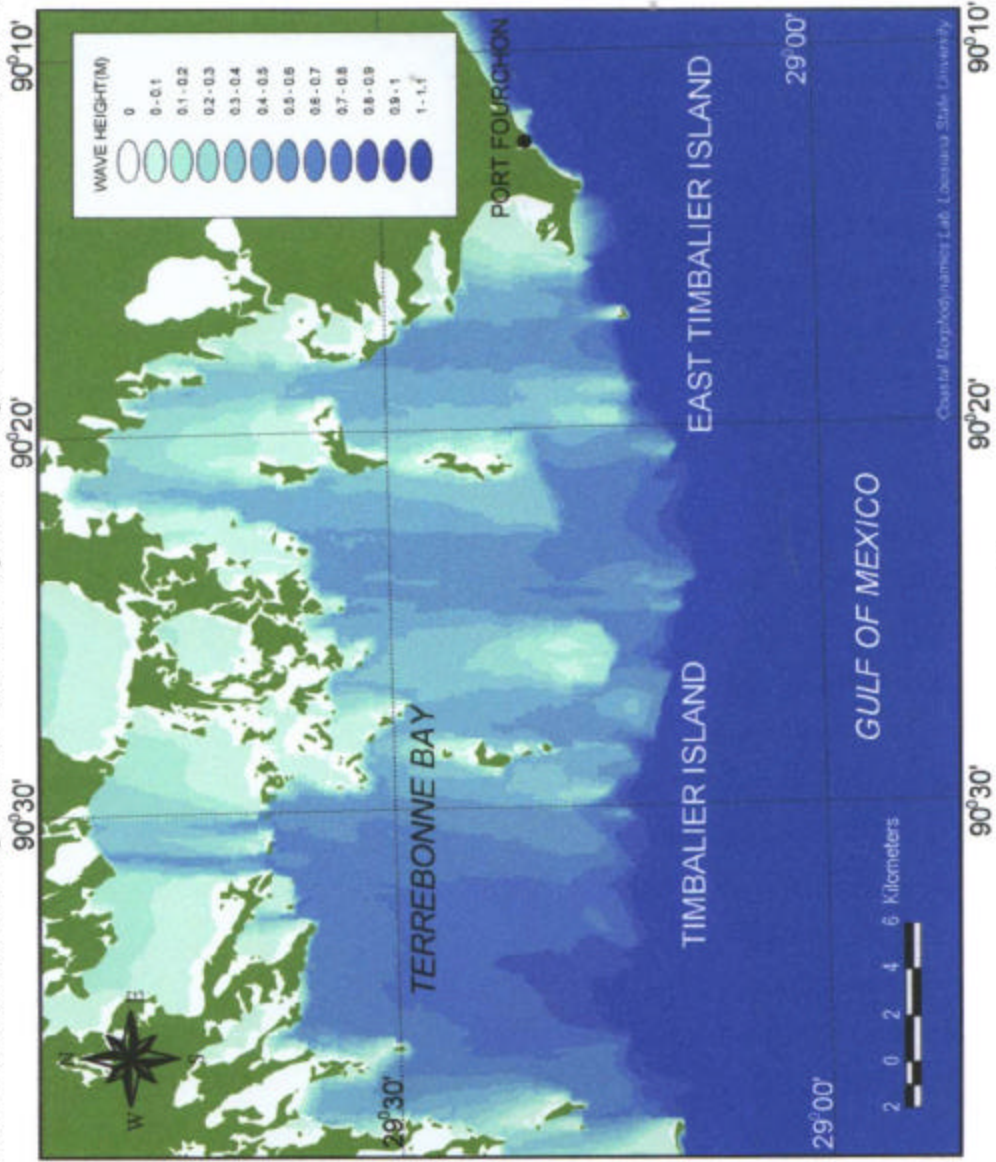 90°30'
90°20'
90°10'
N
W
E
S
WAVE HEIGHT(M)
0
0 - 0.1
0.1 - 0.2
0.2 - 0.3
0.3 - 0.4
0.4 - 0.5
0.5 - 0.6
0.6 - 0.7
0.7 - 0.8
0.8 - 0.9
0.9 - 1
1 - 1.1
29°30'
TERREBONNE BAY
PORT FOURCHON
TIMBALIER ISLAND
EAST TIMBALIER ISLAND
29°00'
29°00'
GULF OF MEXICO
2 0 2 4 6 Kilometers
Coastal Morphodynamics Lab, Louisiana State University
90°30'
90°20'
90°10'